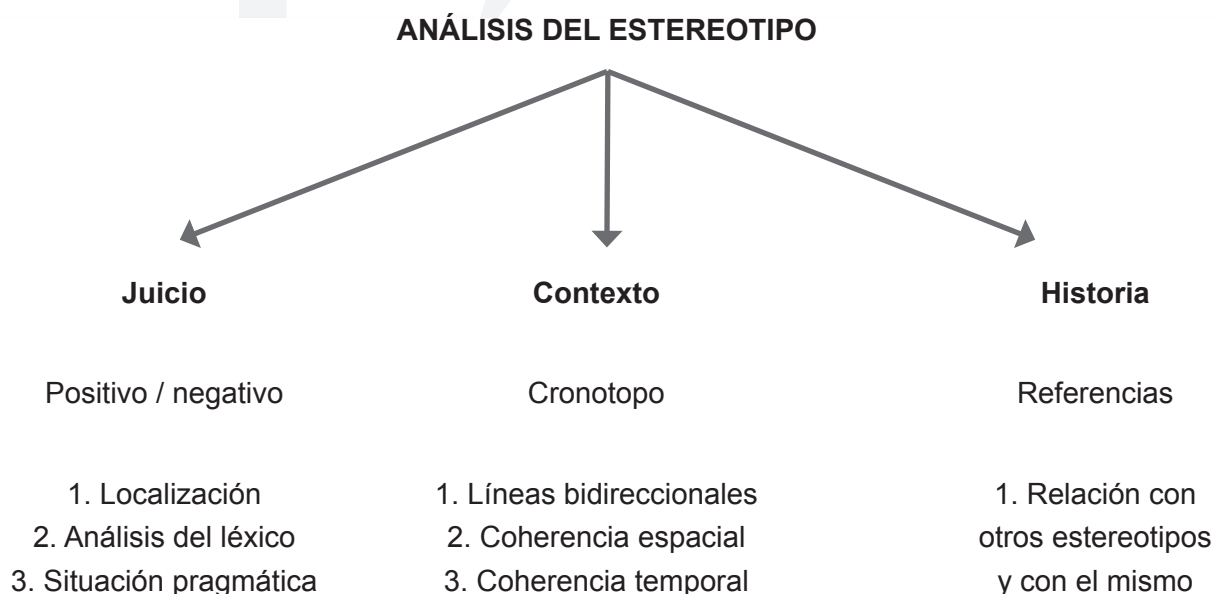 ANÁLISIS DEL ESTEREOTIPO
Juicio
Contexto
Historia
Positivo / negativo
Cronotopo
Referencias
1. Localización
2. Análisis del léxico
3. Situación pragmática
1. Líneas bidireccionales
2. Coherencia espacial
3. Coherencia temporal
1. Relación con
otros estereotipos
y con el mismo